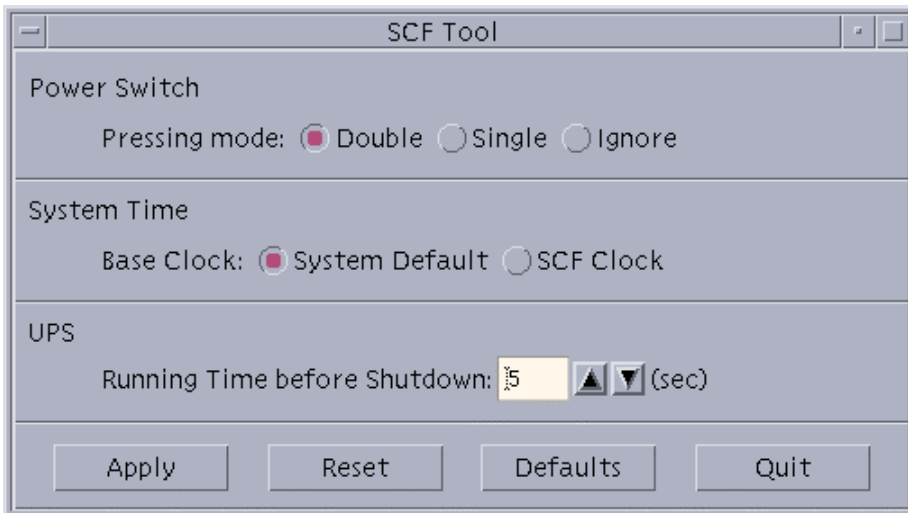 SCF Tool
Power Switch
Pressing mode: Double Single Ignore
System Time
Base Clock: System Default SCF Clock
UPS
Running Time before Shutdown: 5 (sec)
Apply Reset Defaults Quit